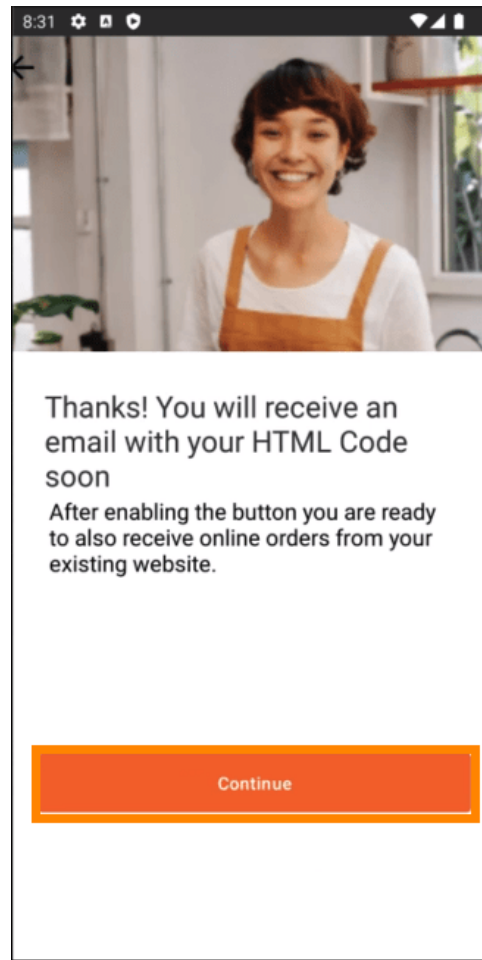 8:31
Thanks! You will receive an
email with your HTML Code
soon
After enabling the button you are ready
to also receive online orders from your
existing website.
Continue